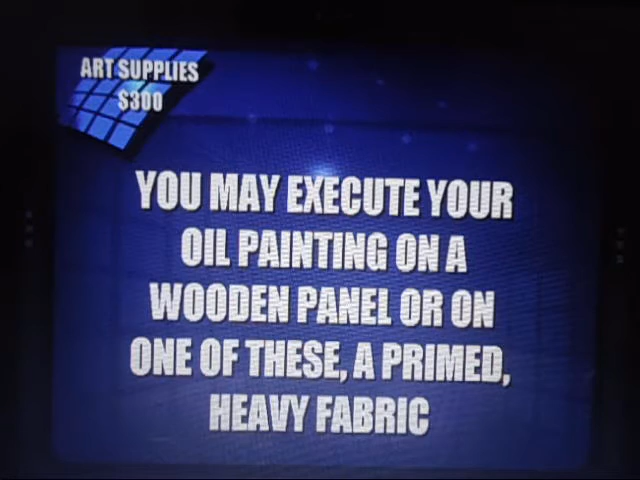 ART SUPPLIES
$300
YOU MAY EXECUTE YOUR
OIL PAINTING ON A
WOODEN PANEL OR ON
ONE OF THESE, A PRIMED,
HEAVY FABRIC